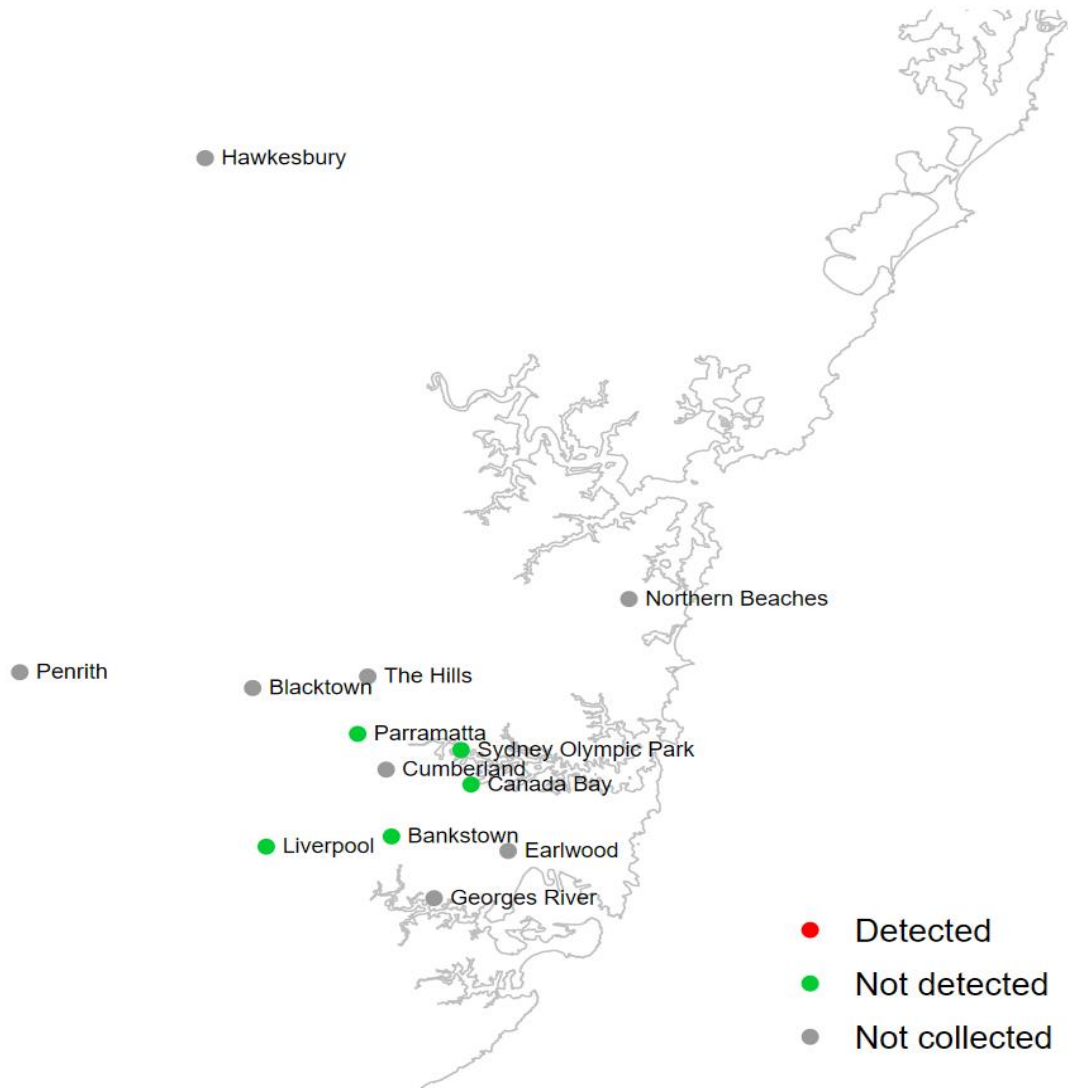 Hawkesbury
Northern Beaches
Penrith
The Hills
Blacktown
Parramatta
Sydney Olympic Park
Cumberland
Canada Bay
Bankstown
Liverpool
Earlwood
Georges River
Detected
Not detected
Not collected